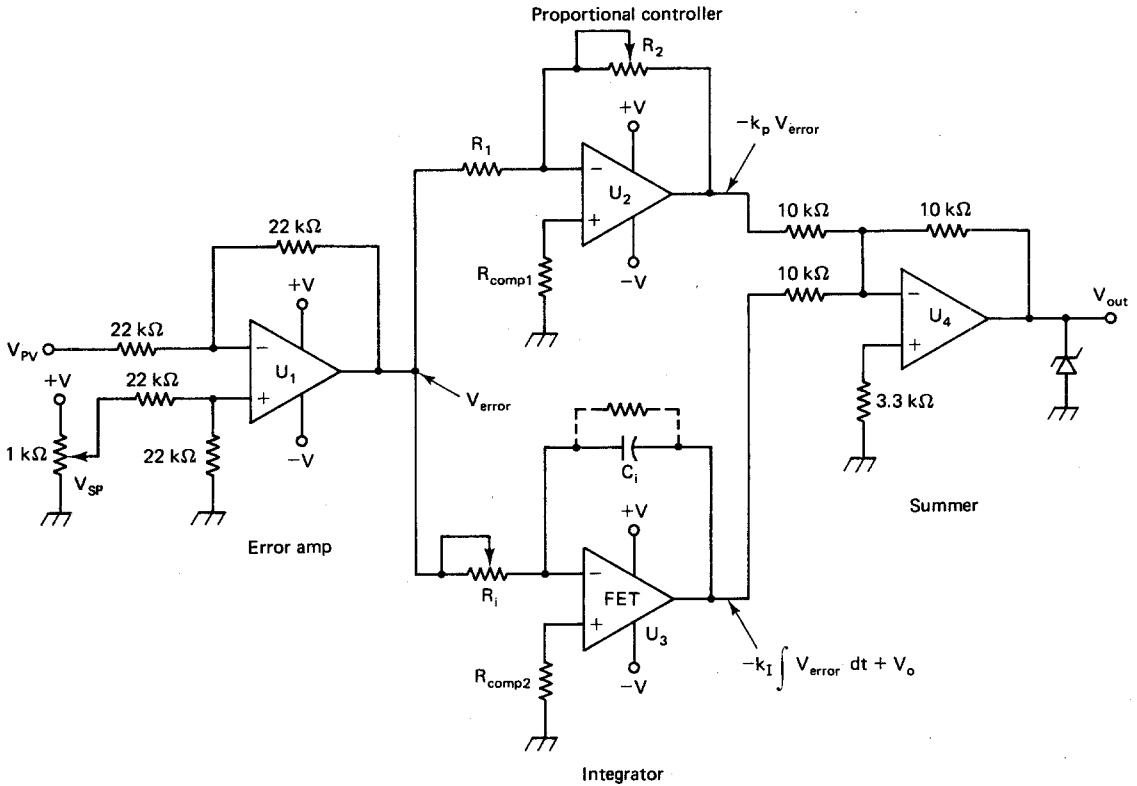 Proportional controller
R2
+V
−kp Verror
R1
−
U2
+
22 kΩ
10 kΩ
10 kΩ
Rcomp1
−V
+V
10 kΩ
Vout
22 kΩ
VPV
−
U4
−
U1
+
+V
22 kΩ
+
Verror
3.3 kΩ
1 kΩ
22 kΩ
−V
VSP
Ci
Summer
+V
Error amp
−
FET
Ri
+
U3
−kI ∫ Verror dt + Vo
Rcomp2
−V
Integrator